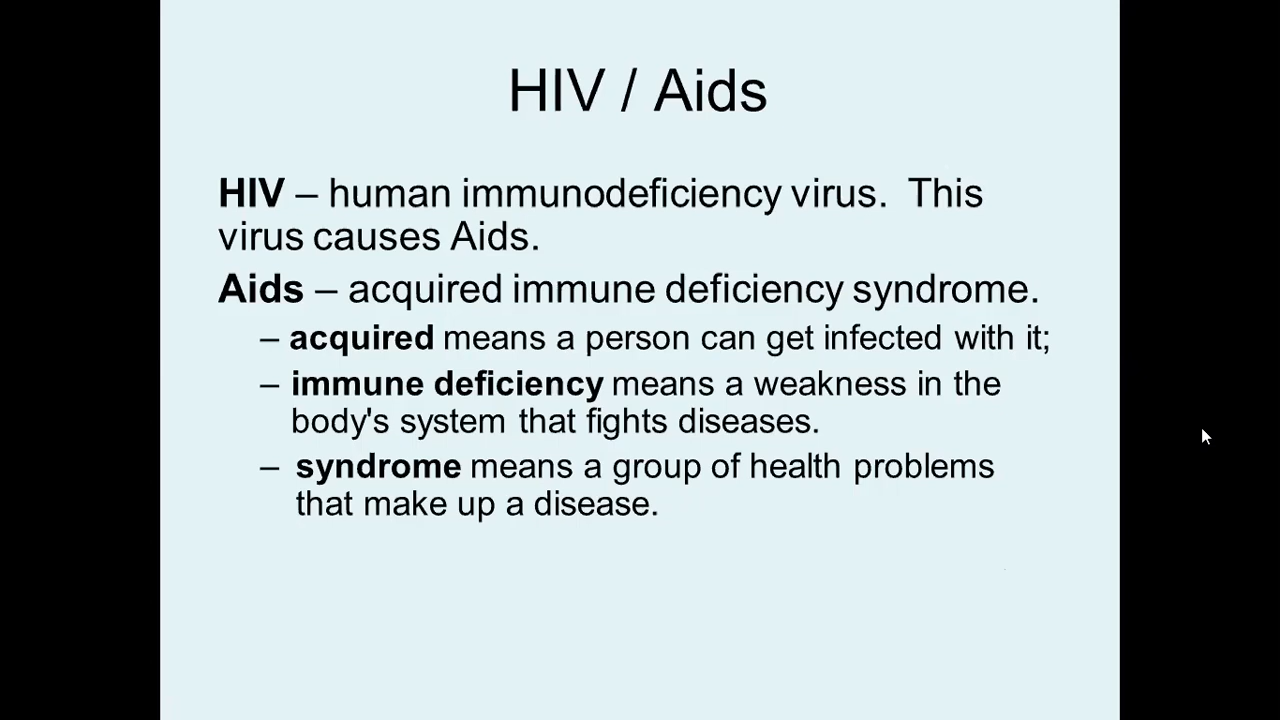 HIV / Aids
HIV – human immunodeficiency virus.  This
virus causes Aids.
Aids – acquired immune deficiency syndrome.
– acquired means a person can get infected with it;
– immune deficiency means a weakness in the
body's system that fights diseases.
– syndrome means a group of health problems
that make up a disease.